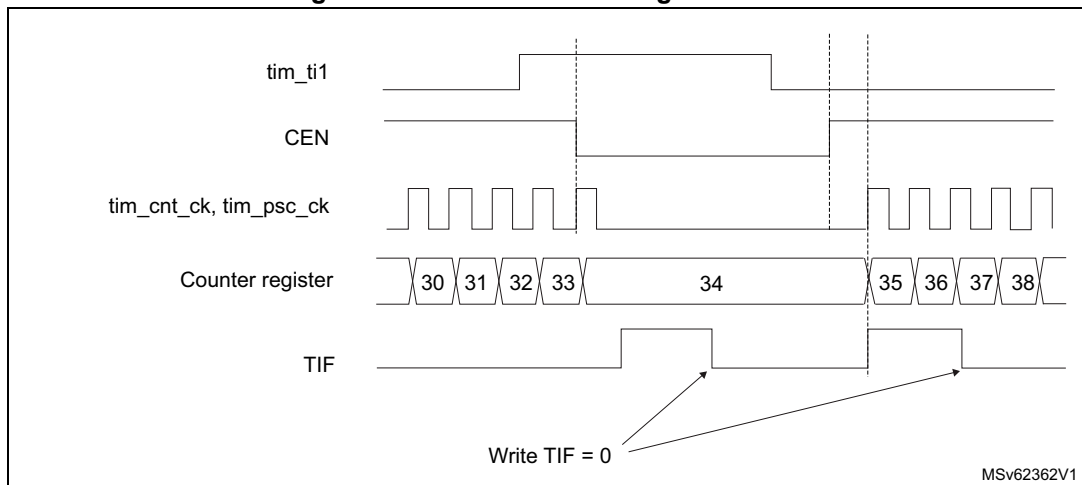 tim_ti1
CEN
tim_cnt_ck, tim_psc_ck
Counter register
30 31 32 33 34 35 36 37 38
TIF
Write TIF = 0
MSv62362V1